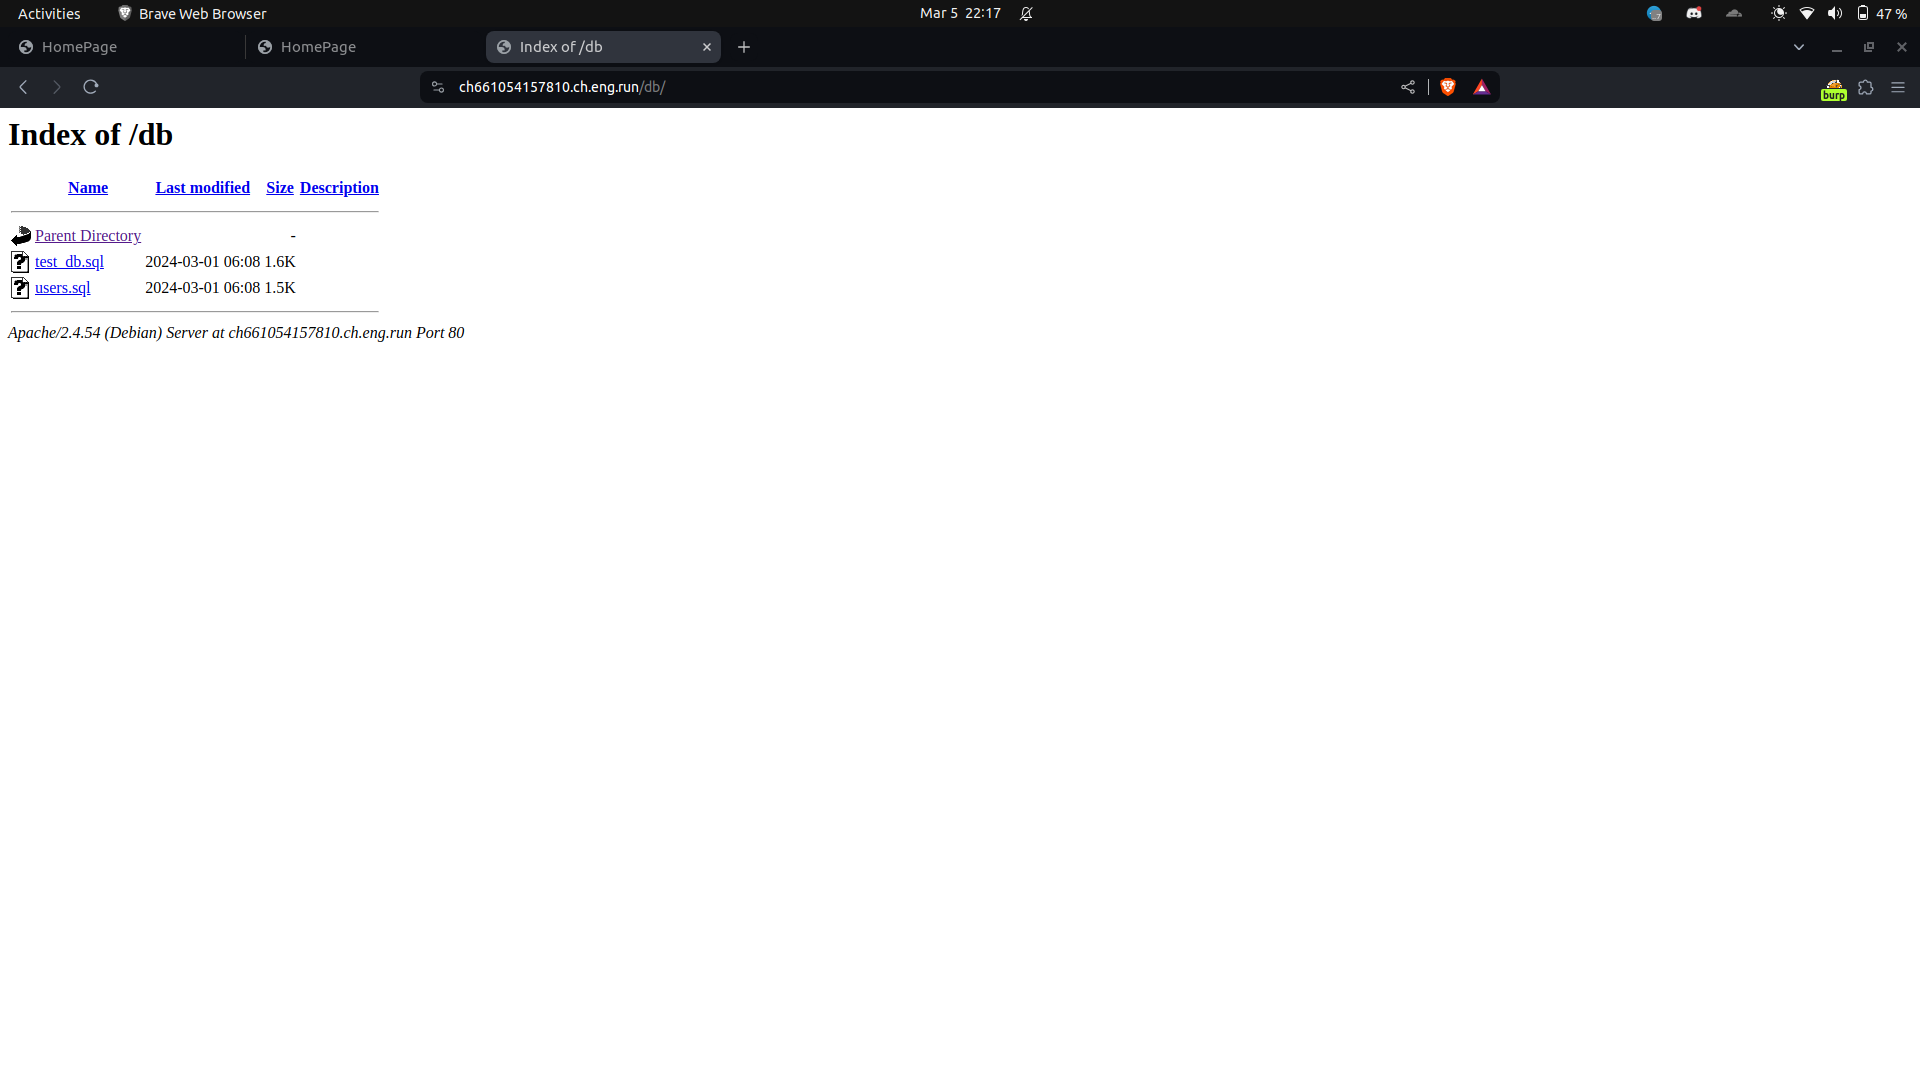 Activities Brave Web Browser Mar 5 22:17 47 %
HomePage HomePage Index of /db
ch661054157810.ch.eng.run/db/ burp
Index of /db
Name Last modified Size Description
Parent Directory -
test_db.sql 2024-03-01 06:08 1.6K
users.sql 2024-03-01 06:08 1.5K
Apache/2.4.54 (Debian) Server at ch661054157810.ch.eng.run Port 80